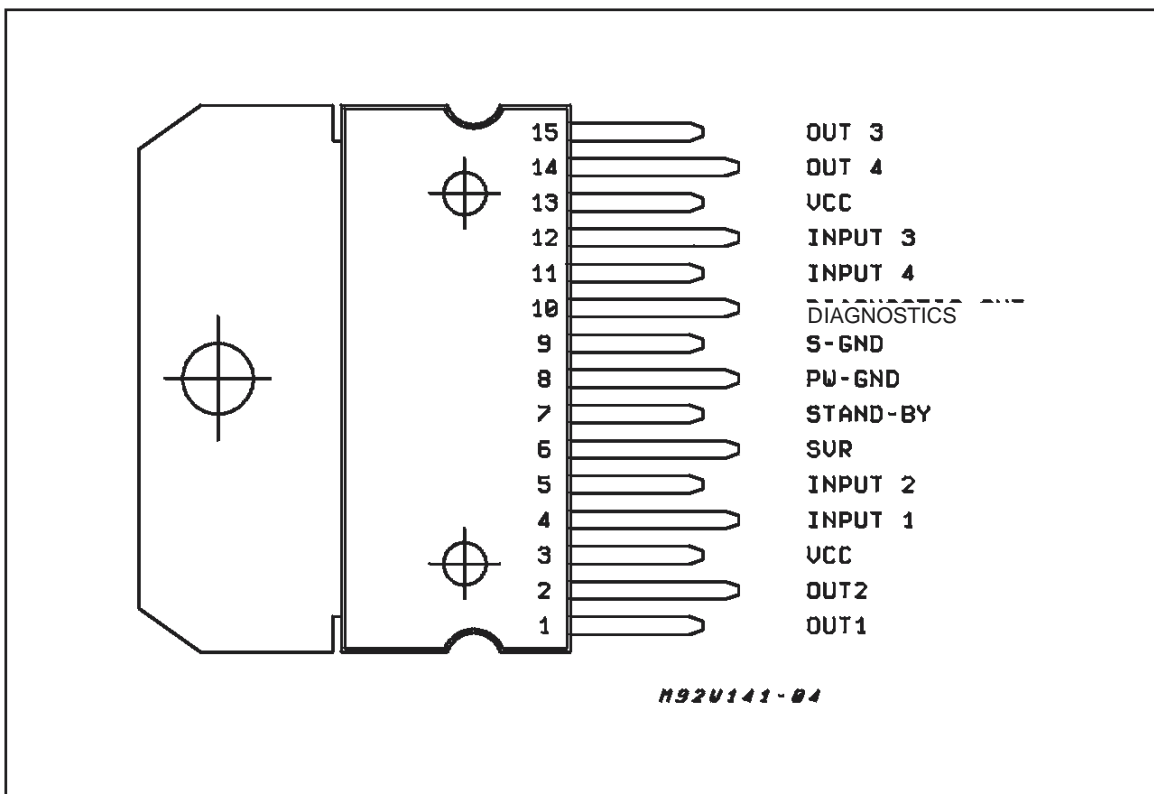 15 OUT 3
14 OUT 4
13 VCC
12 INPUT 3
11 INPUT 4
10 DIAGNOSTICS
9 S-GND
8 PW-GND
7 STAND-BY
6 SVR
5 INPUT 2
4 INPUT 1
3 VCC
2 OUT2
1 OUT1